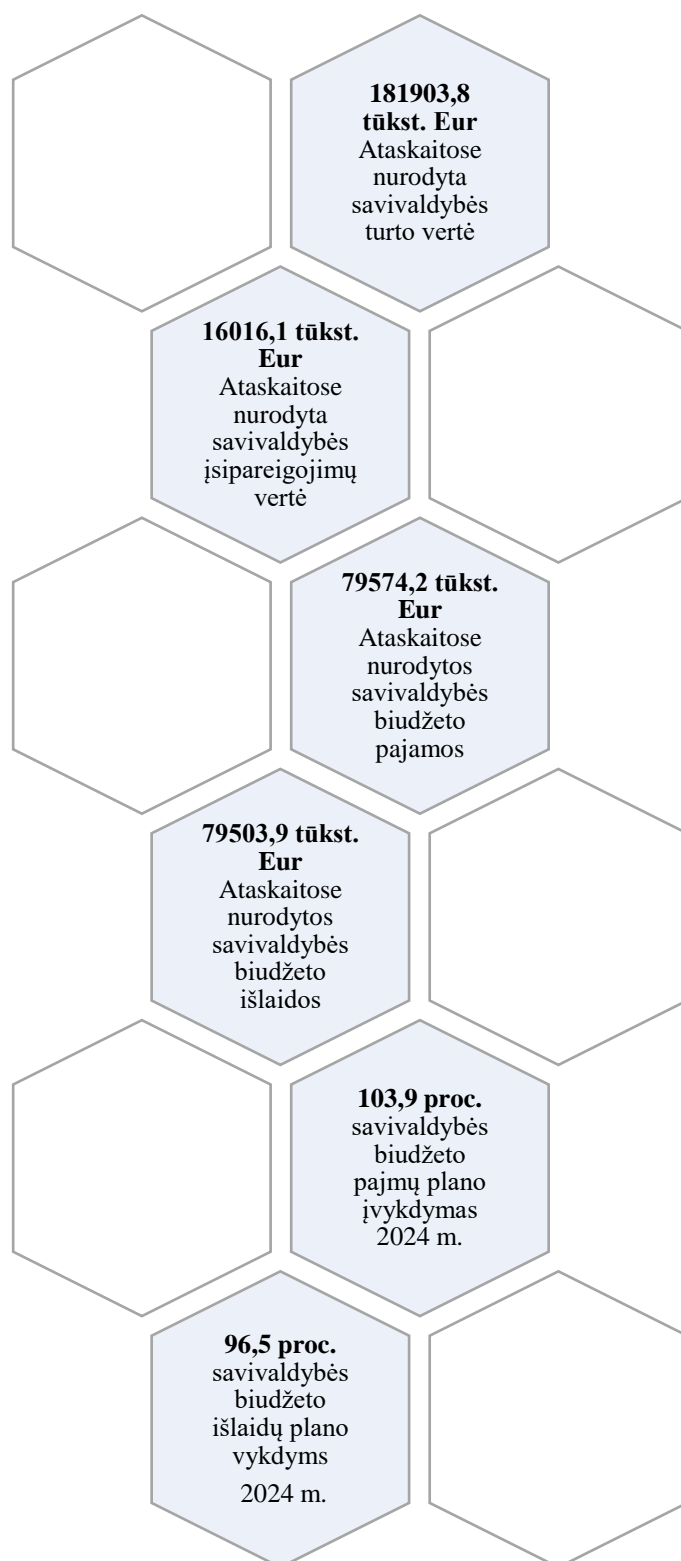 181903,8
tūkst. Eur
Ataskaitose
nurodyta
savivaldybės
turto vertė
16016,1 tūkst.
Eur
Ataskaitose
nurodyta
savivaldybės
įsipareigojimų
vertė
79574,2 tūkst.
Eur
Ataskaitose
nurodytos
savivaldybės
biudžeto
pajamos
79503,9 tūkst.
Eur
Ataskaitose
nurodytos
savivaldybės
biudžeto
išlaidos
103,9 proc.
savivaldybės
biudžeto
pajmų plano
įvykdymas
2024 m.
96,5 proc.
savivaldybės
biudžeto
išlaidų plano
vykdyms
2024 m.